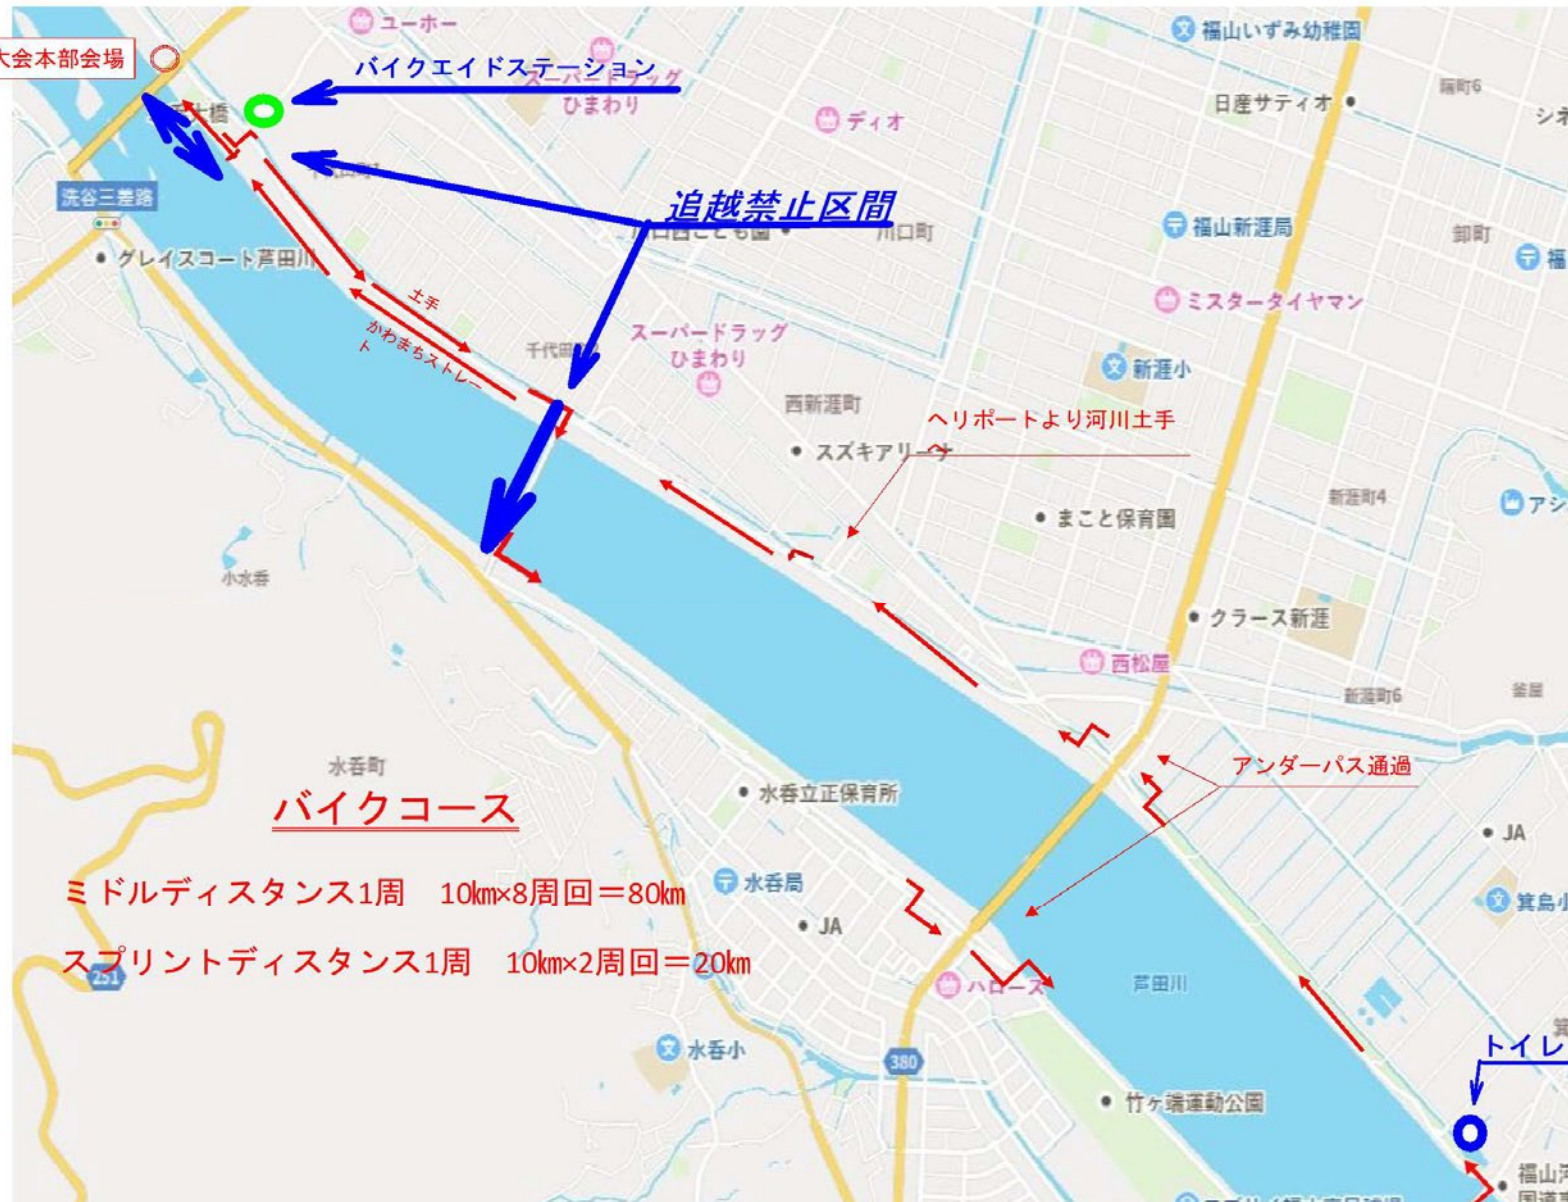 ユーホー
福山いずみ幼稚園
大会本部会場
バイクエイドステーション
スーパードラッグ
ひまわり
ディオ
日産サティオ
大橋
洗谷三差路
追越禁止区間
川口町
福山新涯局
卸町
福
グレイスコート芦田川
ミスタータイヤマン
土手
かわまちストレー
ト
スーパードラッグ
ひまわり
千代田
新涯小
西新涯町
ヘリポートより河川土手
へ
スズキアリーナ
新涯町4
アシ
まこと保育園
小水呑
クラース新涯
西松屋
新涯町6
釜屋
水呑町
アンダーパス通過
水呑立正保育所
バイクコース
JA
ミドルディスタンス1周 10㎞×8周回＝80㎞
水呑局
箕島小
JA
スプリントディスタンス1周 10㎞×2周回＝20㎞
251
ハローズ
芦田川
箕
水呑小
トイレ
380
竹ヶ端運動公園
福山河